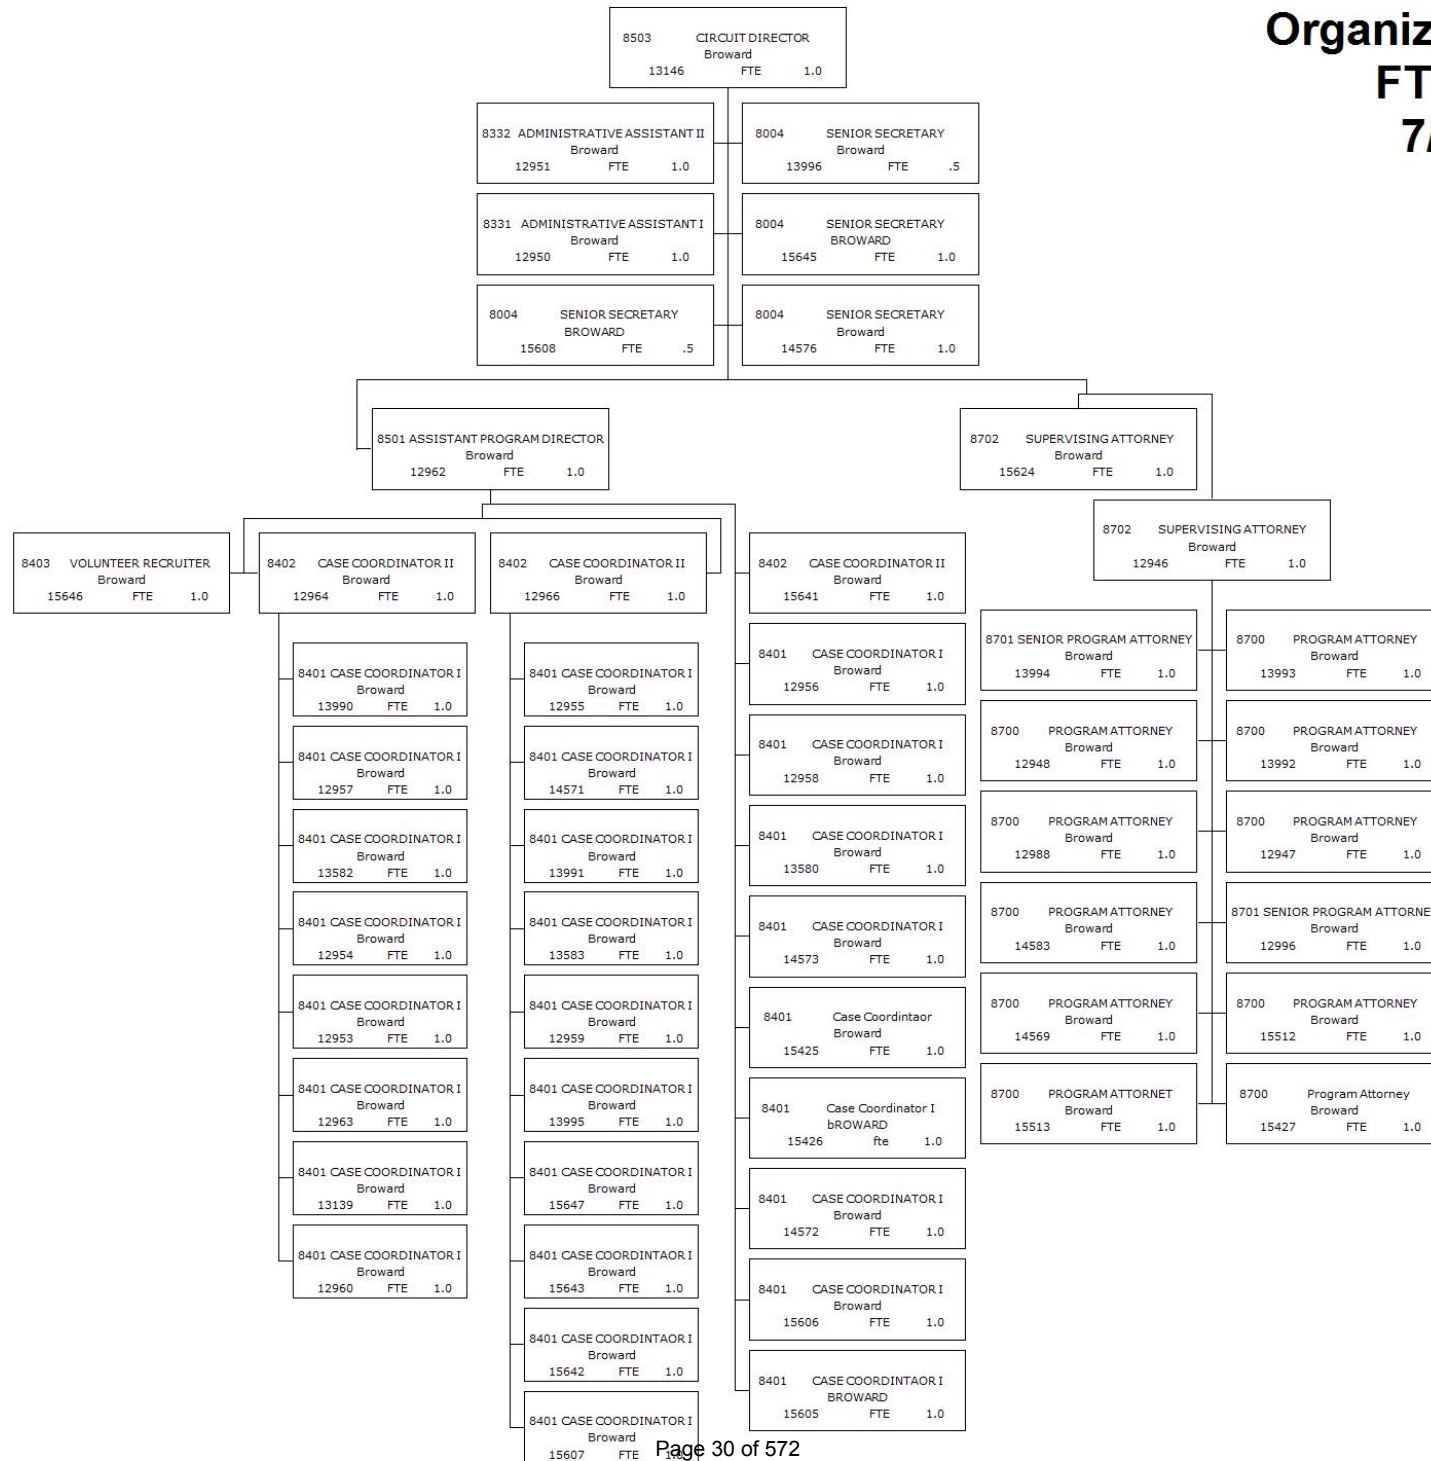 Organiz
FT
7/
8503 CIRCUIT DIRECTOR
Broward
13146 FTE 1.0
8332 ADMINISTRATIVE ASSISTANT II
Broward
12951 FTE 1.0
8004 SENIOR SECRETARY
Broward
13996 FTE .5
8331 ADMINISTRATIVE ASSISTANT I
Broward
12950 FTE 1.0
8004 SENIOR SECRETARY
BROWARD
15645 FTE 1.0
8004 SENIOR SECRETARY
BROWARD
15608 FTE .5
8004 SENIOR SECRETARY
Broward
14576 FTE 1.0
8501 ASSISTANT PROGRAM DIRECTOR
Broward
12962 FTE 1.0
8702 SUPERVISING ATTORNEY
Broward
15624 FTE 1.0
8702 SUPERVISING ATTORNEY
Broward
12946 FTE 1.0
8403 VOLUNTEER RECRUITER
Broward
15646 FTE 1.0
8402 CASE COORDINATOR II
Broward
12964 FTE 1.0
8401 CASE COORDINATOR I
Broward
13990 FTE 1.0
8401 CASE COORDINATOR I
Broward
12957 FTE 1.0
8401 CASE COORDINATOR I
Broward
13582 FTE 1.0
8401 CASE COORDINATOR I
Broward
12954 FTE 1.0
8401 CASE COORDINATOR I
Broward
12953 FTE 1.0
8401 CASE COORDINATOR I
Broward
12963 FTE 1.0
8401 CASE COORDINATOR I
Broward
13139 FTE 1.0
8401 CASE COORDINATOR I
Broward
12960 FTE 1.0
8402 CASE COORDINATOR II
Broward
12966 FTE 1.0
8401 CASE COORDINATOR I
Broward
12955 FTE 1.0
8401 CASE COORDINATOR I
Broward
14571 FTE 1.0
8401 CASE COORDINATOR I
Broward
13991 FTE 1.0
8401 CASE COORDINATOR I
Broward
13583 FTE 1.0
8401 CASE COORDINATOR I
Broward
12959 FTE 1.0
8401 CASE COORDINATOR I
Broward
13995 FTE 1.0
8401 CASE COORDINATOR I
Broward
15647 FTE 1.0
8401 CASE COORDINTAOR I
Broward
15643 FTE 1.0
8401 CASE COORDINTAOR I
Broward
15642 FTE 1.0
8401 CASE COORDINATOR I
Broward
15607 FTE 1.0
8402 CASE COORDINATOR II
Broward
15641 FTE 1.0
8401 CASE COORDINATOR I
Broward
12956 FTE 1.0
8401 CASE COORDINATOR I
Broward
12958 FTE 1.0
8401 CASE COORDINATOR I
Broward
13580 FTE 1.0
8401 CASE COORDINATOR I
Broward
14573 FTE 1.0
8401 Case Coordintaor
Broward
15425 FTE 1.0
8401 Case Coordinator I
bROWARD
15426 fte 1.0
8401 CASE COORDINATOR I
Broward
14572 FTE 1.0
8401 CASE COORDINATOR I
Broward
15606 FTE 1.0
8401 CASE COORDINTAOR I
BROWARD
15605 FTE 1.0
8701 SENIOR PROGRAM ATTORNEY
Broward
13994 FTE 1.0
8700 PROGRAM ATTORNEY
Broward
13993 FTE 1.0
8700 PROGRAM ATTORNEY
Broward
12948 FTE 1.0
8700 PROGRAM ATTORNEY
Broward
13992 FTE 1.0
8700 PROGRAM ATTORNEY
Broward
12988 FTE 1.0
8700 PROGRAM ATTORNEY
Broward
12947 FTE 1.0
8700 PROGRAM ATTORNEY
Broward
14583 FTE 1.0
8701 SENIOR PROGRAM ATTORNEY
Broward
12996 FTE 1.0
8700 PROGRAM ATTORNEY
Broward
14569 FTE 1.0
8700 PROGRAM ATTORNEY
Broward
15512 FTE 1.0
8700 PROGRAM ATTORNET
Broward
15513 FTE 1.0
8700 Program Attorney
Broward
15427 FTE 1.0
Page 30 of 572